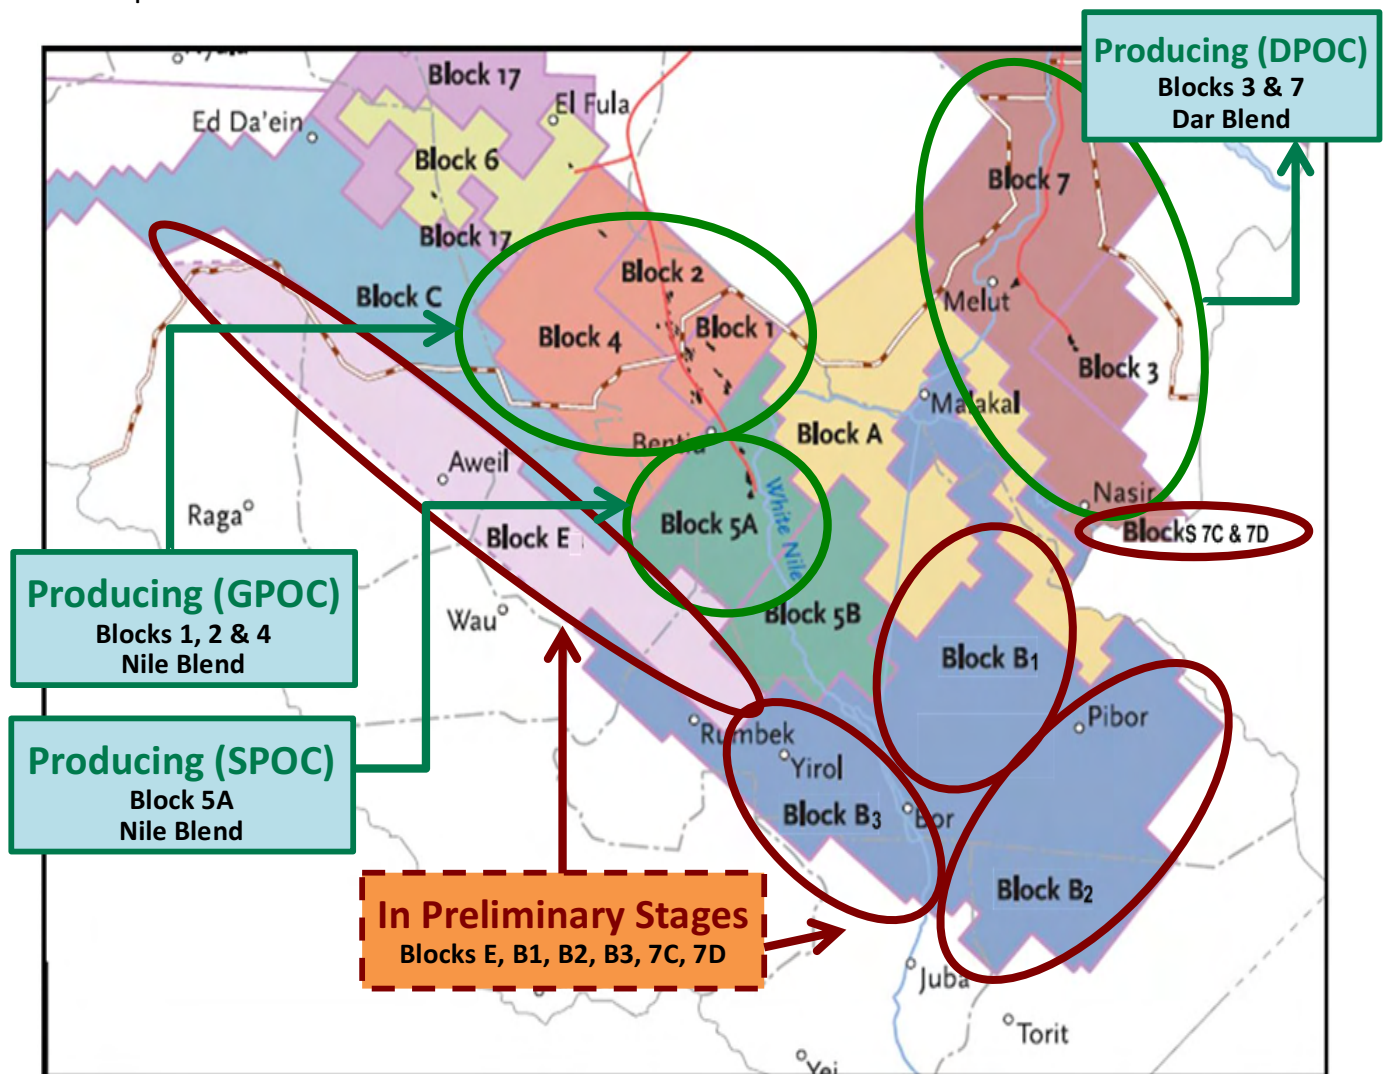 Producing (DPOC)
Blocks 3 & 7
Dar Blend
Block 17
Ed Da'ein
El Fula
Block 6
Block 7
Block 17
Block 2
Block C
Melut
Block 4
Block 1
Block 3
Malakal
Block A
Bentiu
Aweil
Nasir
Raga
White Nile
Block 5A
BlockS 7C & 7D
Block E
Producing (GPOC)
Blocks 1, 2 & 4
Nile Blend
Wau
Block 5B
Block B1
Pibor
Rumbek
Producing (SPOC)
Block 5A
Nile Blend
Yirol
Block B3
Bor
Block B2
In Preliminary Stages
Blocks E, B1, B2, B3, 7C, 7D
Juba
Torit
Yei